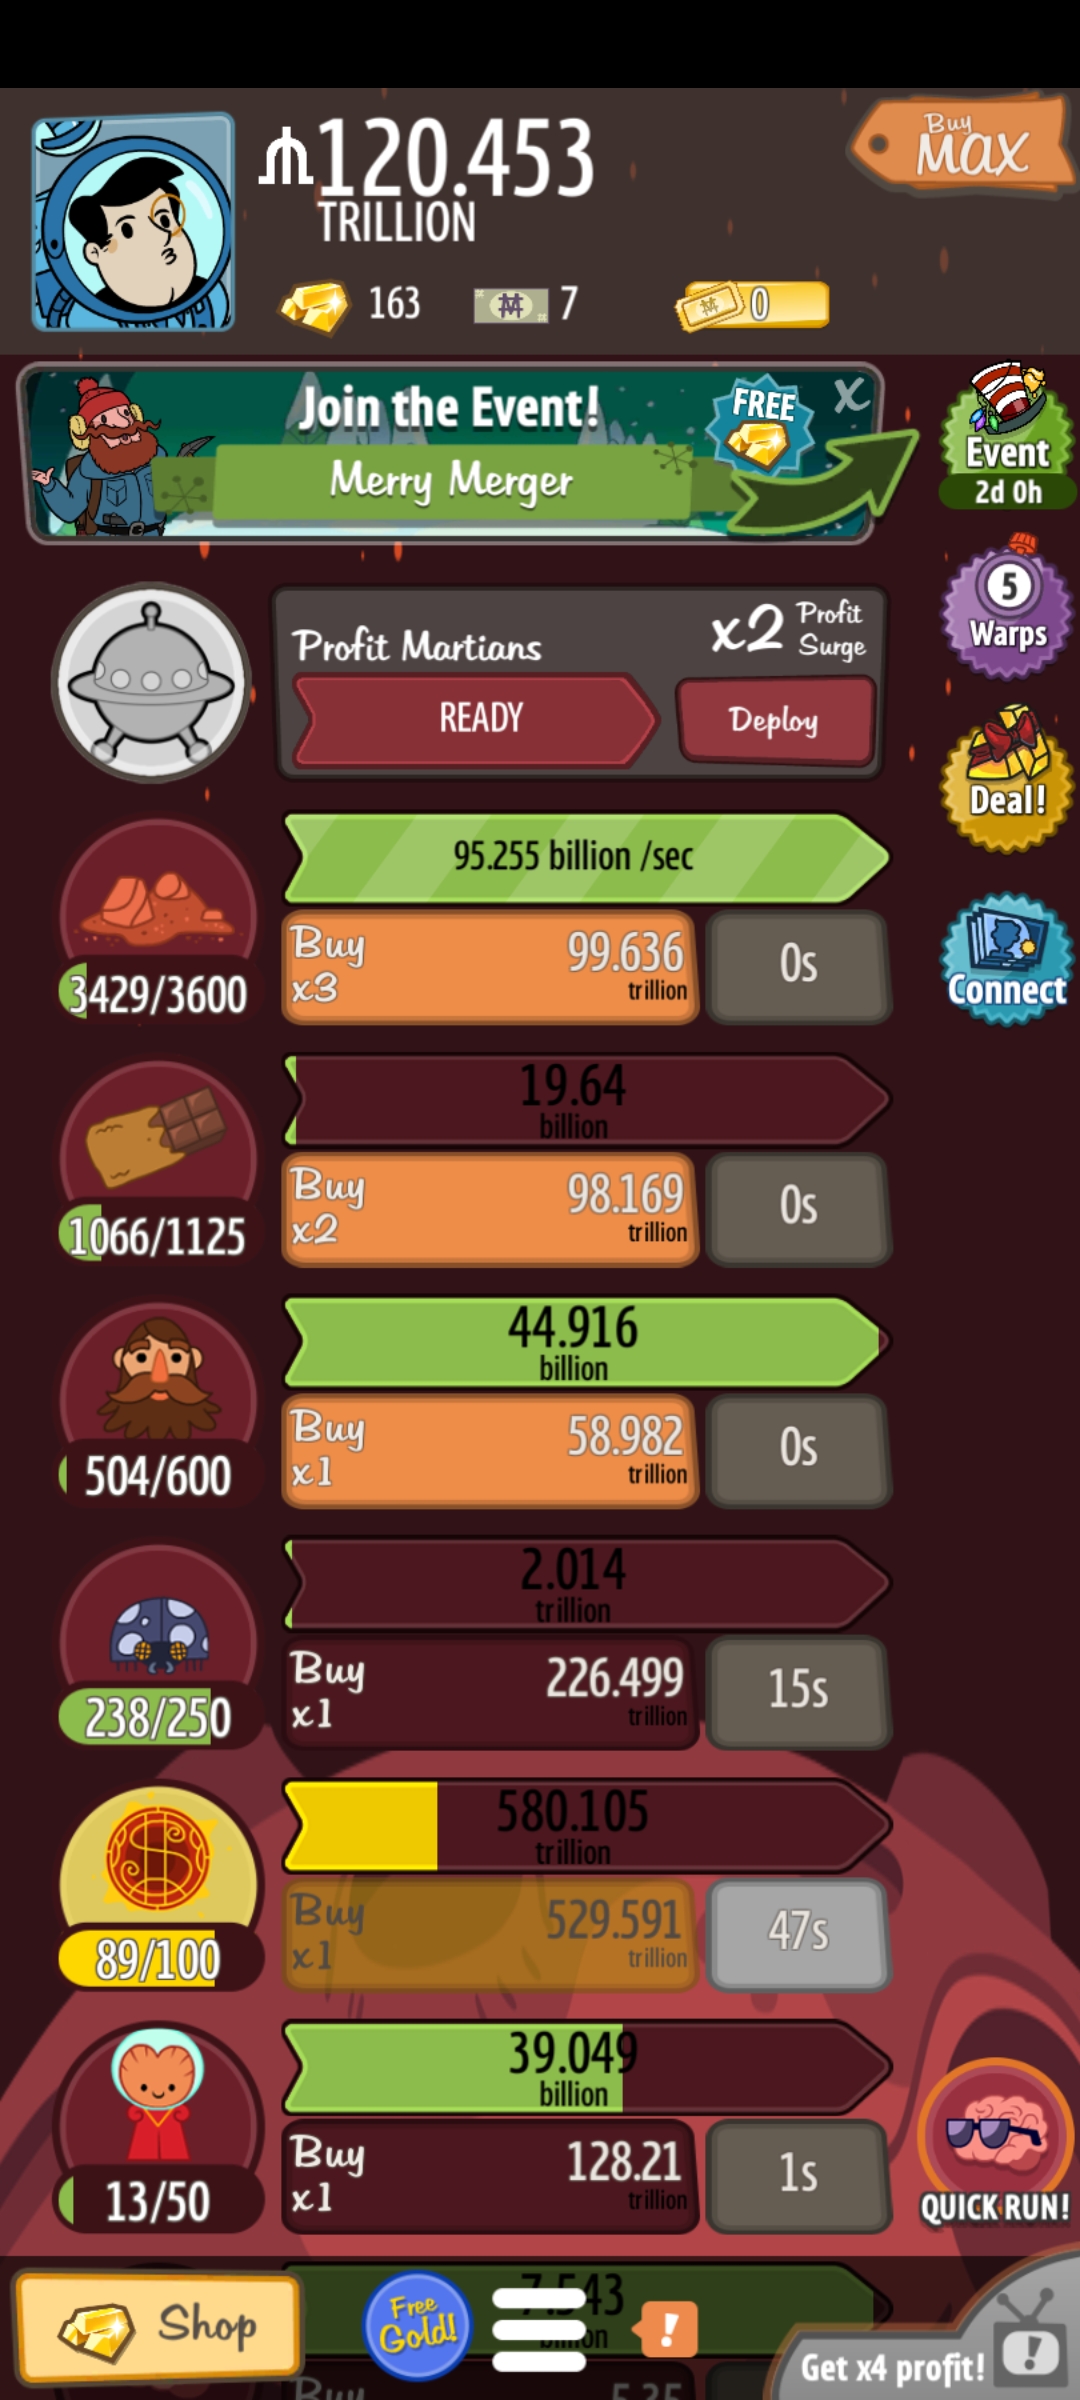 120.453
TRILLION
Buy
MAX
163
7
0
Join the Event!
Merry Merger
FREE
X
Event
2d 0h
5
Warps
Profit Martians
x2 Profit Surge
READY
Deploy
Deal!
95.255 billion /sec
3429/3600
Buy
x3
99.636
trillion
0s
Connect
19.64
billion
1066/1125
Buy
x2
98.169
trillion
0s
44.916
billion
504/600
Buy
x1
58.982
trillion
0s
2.014
trillion
238/250
Buy
x1
226.499
trillion
15s
580.105
trillion
89/100
Buy
x1
529.591
trillion
47s
39.049
billion
13/50
Buy
x1
128.21
trillion
1s
QUICK RUN!
Shop
Free
Gold!
!
Get x4 profit!
!
Buy
5.35